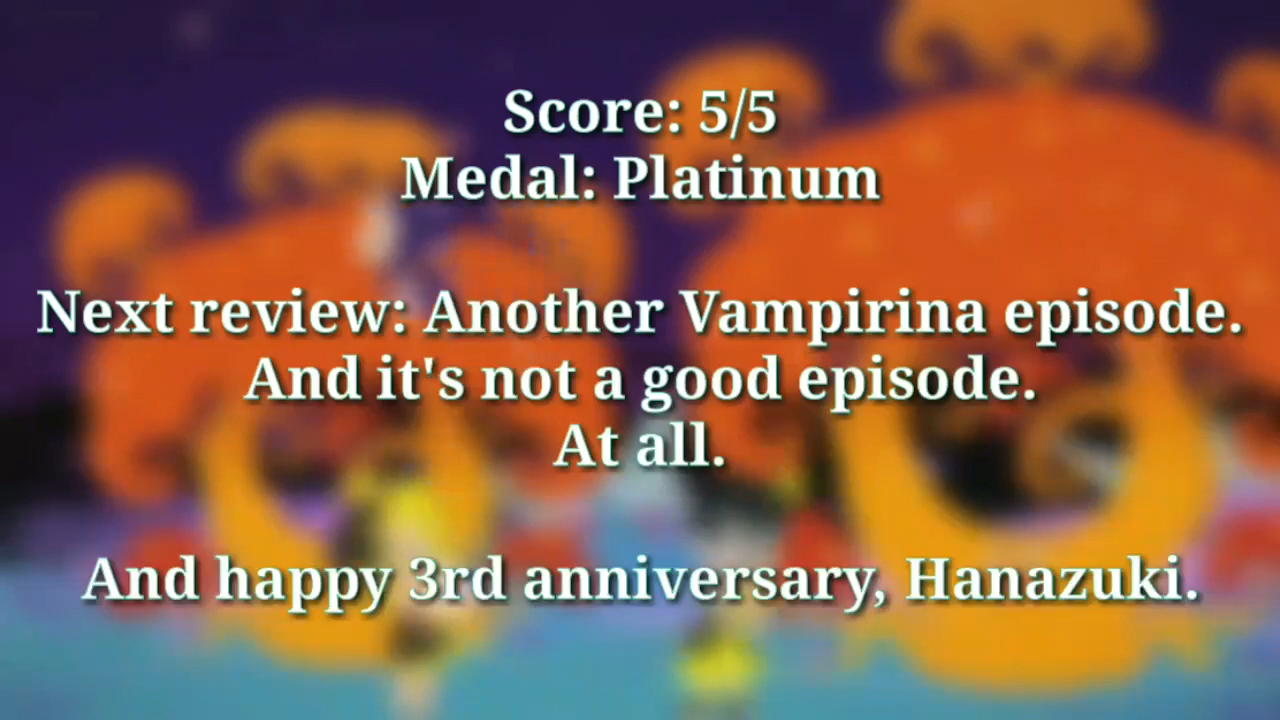 Score: 5/5
Medal: Platinum
Next review: Another Vampirina episode.
And it's not a good episode.
At all.
And happy 3rd anniversary, Hanazuki.